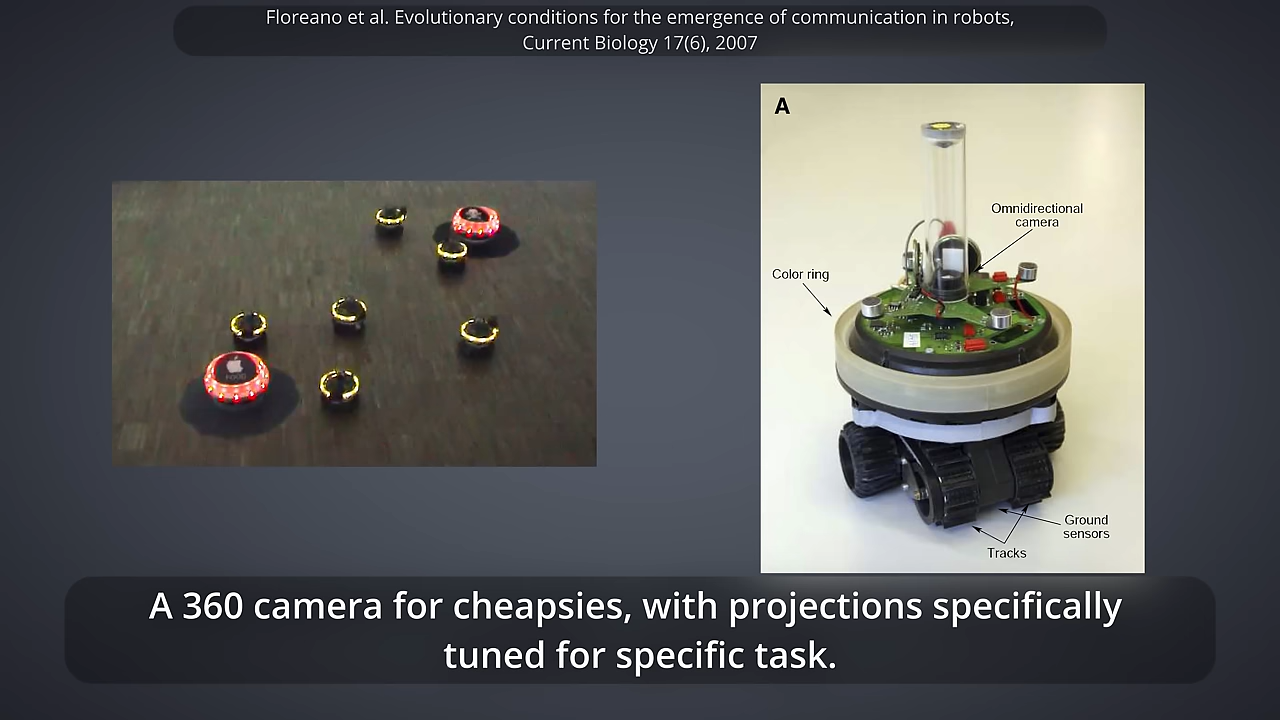 Floreano et al. Evolutionary conditions for the emergence of communication in robots,
Current Biology 17(6), 2007
A
Omnidirectional
camera
Color ring
FOOD
Ground
sensors
Tracks
A 360 camera for cheapsies, with projections specifically
tuned for specific task.